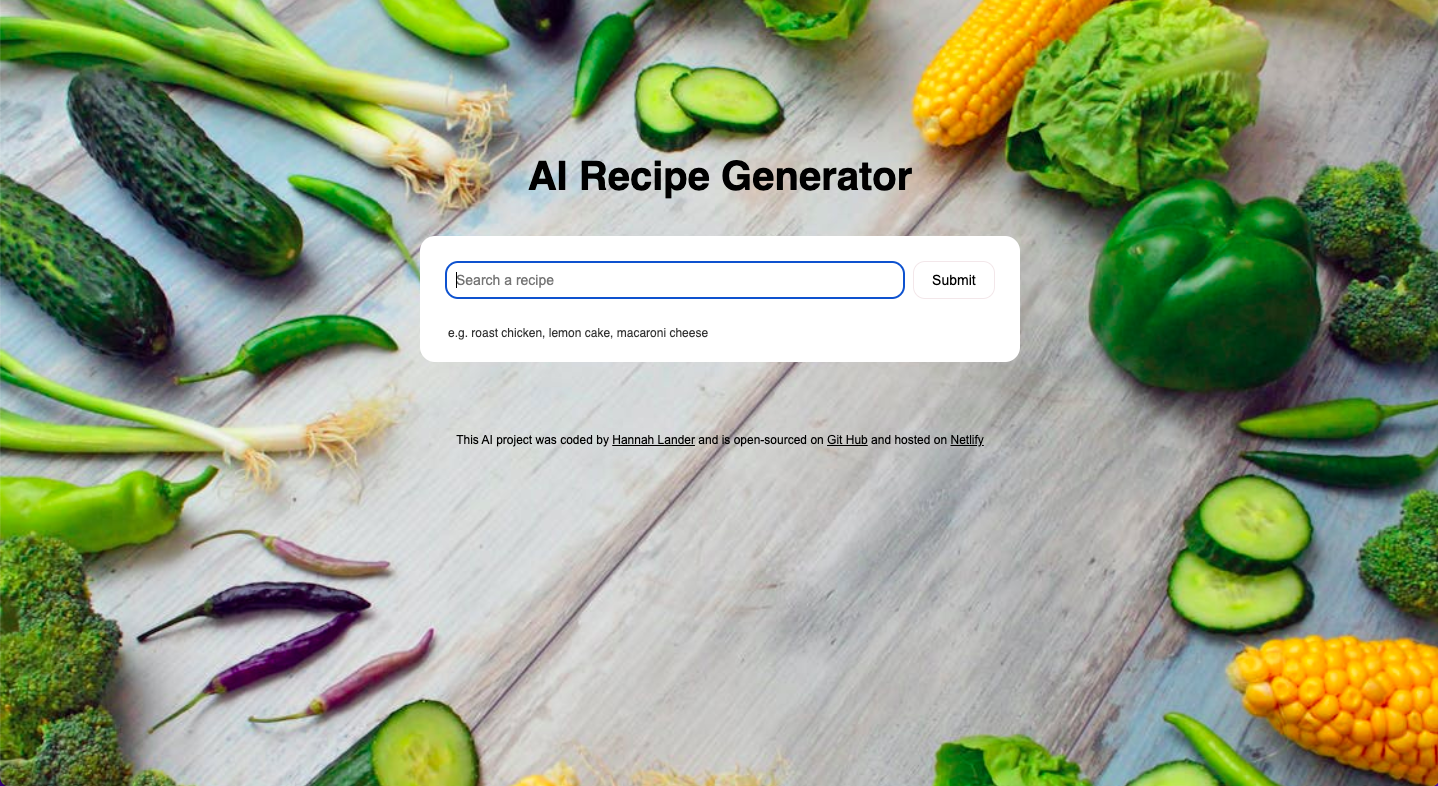 AI Recipe Generator
Search a recipe
Submit
e.g. roast chicken, lemon cake, macaroni cheese
This AI project was coded by Hannah Lander and is open-sourced on Git Hub and hosted on Netlify